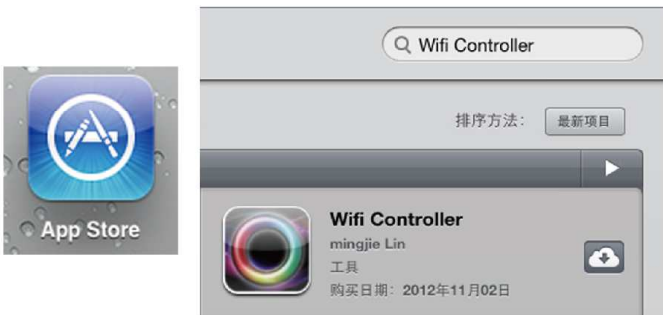 App Store
Wifi Controller
排序方法: 最新项目
Wifi Controller
mingjie Lin
工具
购买日期: 2012年11月02日